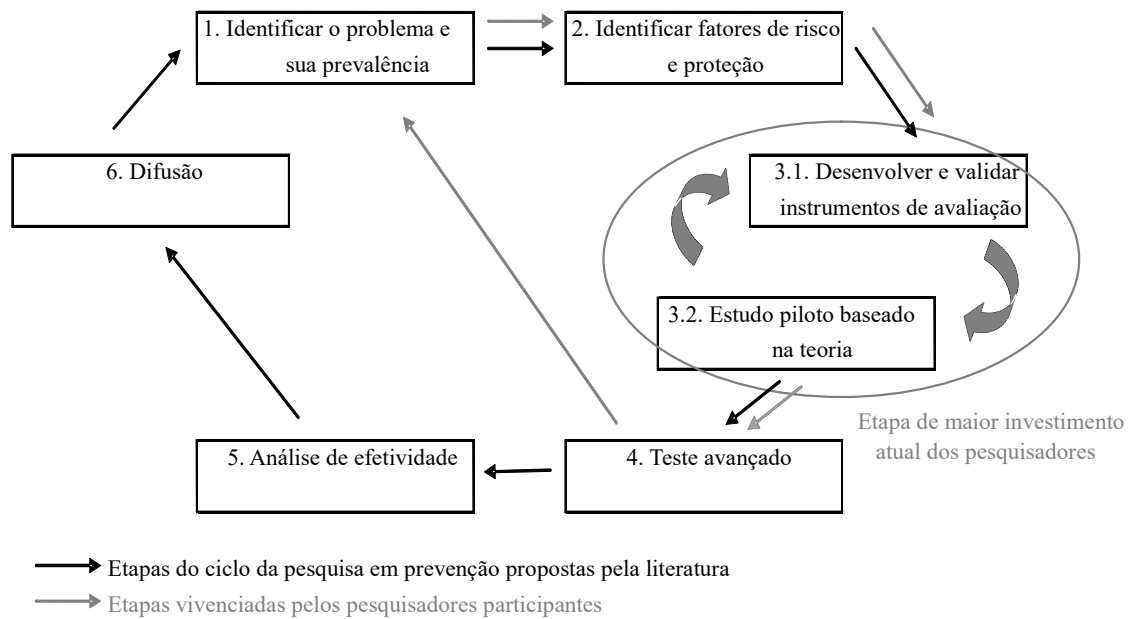 1. Identificar o problema e
sua prevalência
2. Identificar fatores de risco
e proteção
6. Difusão
3.1. Desenvolver e validar
instrumentos de avaliação
3.2. Estudo piloto baseado
na teoria
Etapa de maior investimento
atual dos pesquisadores
5. Análise de efetividade
4. Teste avançado
Etapas do ciclo da pesquisa em prevenção propostas pela literatura
Etapas vivenciadas pelos pesquisadores participantes